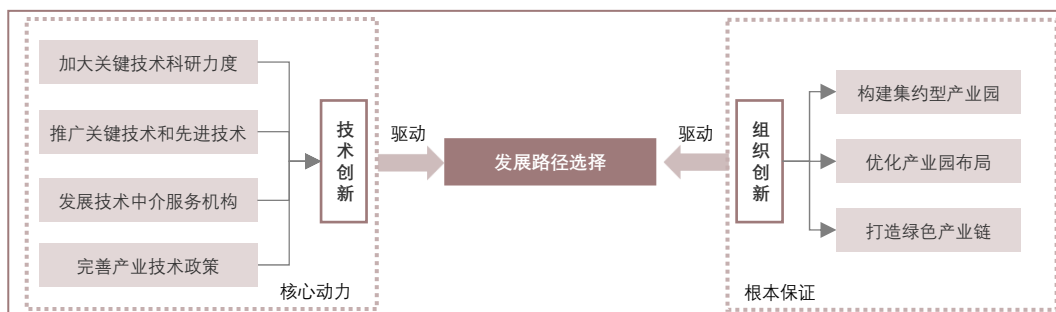 加大关键技术科研力度
推广关键技术和先进技术
发展技术中介服务机构
完善产业技术政策
技术创新
核心动力
驱动
发展路径选择
驱动
组织创新
构建集约型产业园
优化产业园布局
打造绿色产业链
根本保证